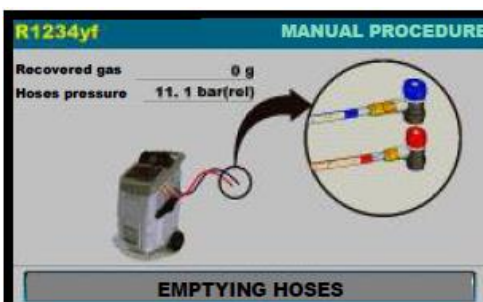 R1234yf MANUAL PROCEDURE
Recovered gas 0 g
Hoses pressure 11. 1 bar(rel)
EMPTYING HOSES